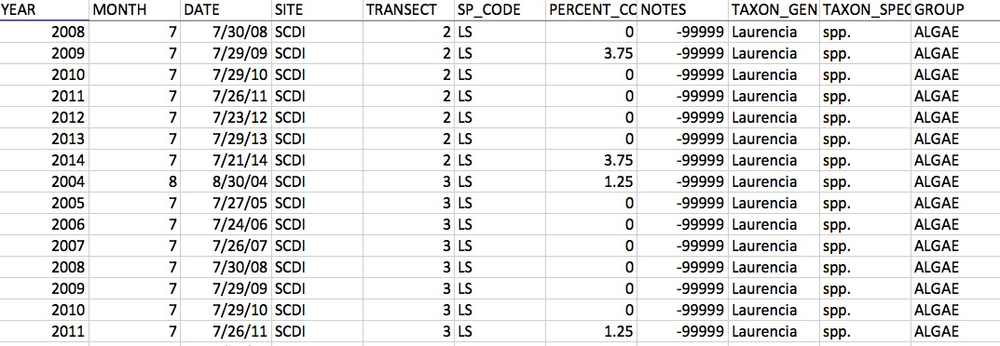 YEAR MONTH DATE SITE TRANSECT SP_CODE PERCENT_CO NOTES TAXON_GEN TAXON_SPEC GROUP
2008 7 7/30/08 SCDI 2 LS 0 -99999 Laurencia spp. ALGAE
2009 7 7/29/09 SCDI 2 LS 3.75 -99999 Laurencia spp. ALGAE
2010 7 7/29/10 SCDI 2 LS 0 -99999 Laurencia spp. ALGAE
2011 7 7/26/11 SCDI 2 LS 0 -99999 Laurencia spp. ALGAE
2012 7 7/23/12 SCDI 2 LS 0 -99999 Laurencia spp. ALGAE
2013 7 7/29/13 SCDI 2 LS 0 -99999 Laurencia spp. ALGAE
2014 7 7/21/14 SCDI 2 LS 3.75 -99999 Laurencia spp. ALGAE
2004 8 8/30/04 SCDI 3 LS 1.25 -99999 Laurencia spp. ALGAE
2005 7 7/27/05 SCDI 3 LS 0 -99999 Laurencia spp. ALGAE
2006 7 7/24/06 SCDI 3 LS 0 -99999 Laurencia spp. ALGAE
2007 7 7/26/07 SCDI 3 LS 0 -99999 Laurencia spp. ALGAE
2008 7 7/30/08 SCDI 3 LS 0 -99999 Laurencia spp. ALGAE
2009 7 7/29/09 SCDI 3 LS 0 -99999 Laurencia spp. ALGAE
2010 7 7/29/10 SCDI 3 LS 0 -99999 Laurencia spp. ALGAE
2011 7 7/26/11 SCDI 3 LS 1.25 -99999 Laurencia spp. ALGAE